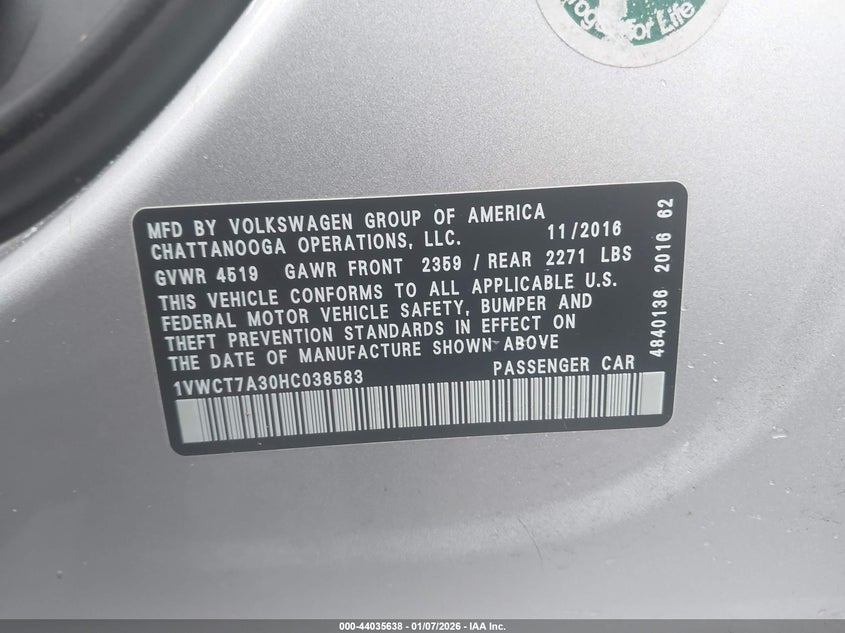 for Life
MFD BY VOLKSWAGEN GROUP OF AMERICA
CHATTANOOGA OPERATIONS, LLC. 11/2016
GVWR 4519 GAWR FRONT 2359 / REAR 2271 LBS
THIS VEHICLE CONFORMS TO ALL APPLICABLE U.S.
FEDERAL MOTOR VEHICLE SAFETY, BUMPER AND
THEFT PREVENTION STANDARDS IN EFFECT ON
THE DATE OF MANUFACTURE SHOWN ABOVE
1VWCT7A30HC038583 PASSENGER CAR
4840136 2016 62
000-44035638 - 01/07/2026 - IAA Inc.